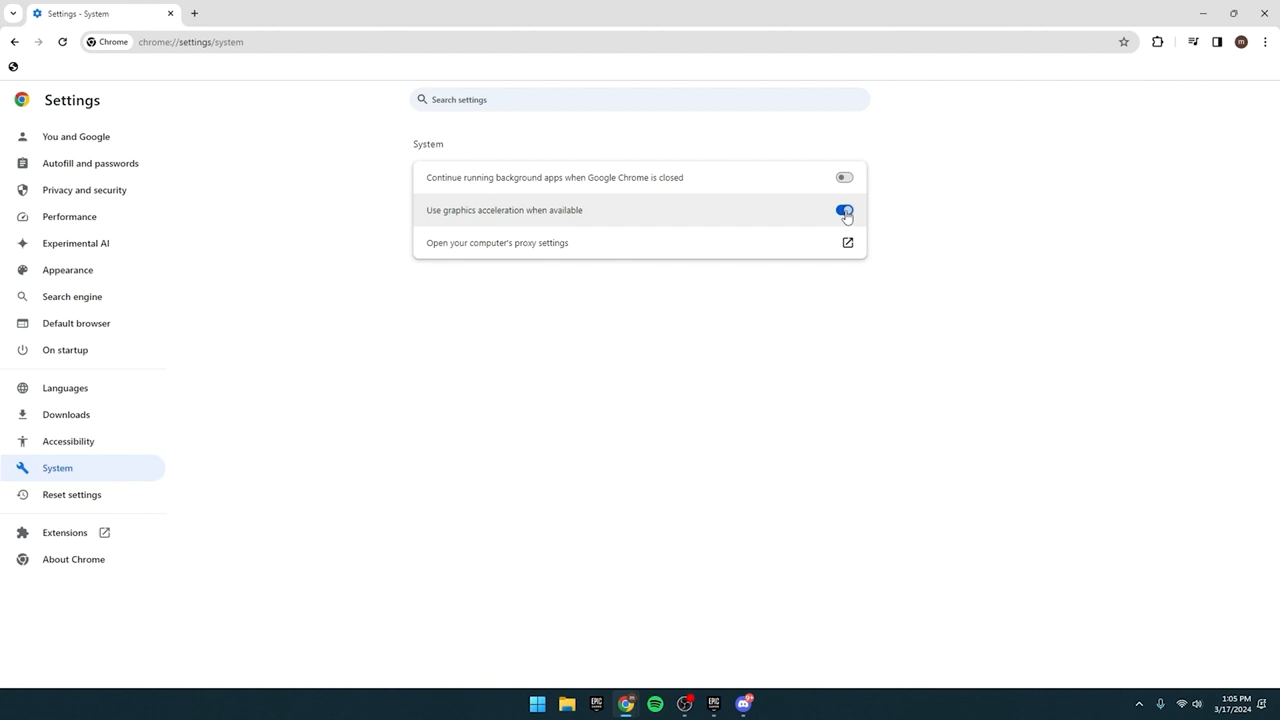 Settings - System
Chrome
chrome://settings/system
m
Settings
Search settings
You and Google
Autofill and passwords
Privacy and security
Performance
Experimental AI
Appearance
Search engine
Default browser
On startup
Languages
Downloads
Accessibility
System
Reset settings
Extensions
About Chrome
System
Continue running background apps when Google Chrome is closed
Use graphics acceleration when available
Open your computer's proxy settings
EPIC
EPIC
9+
1:05 PM
3/17/2024